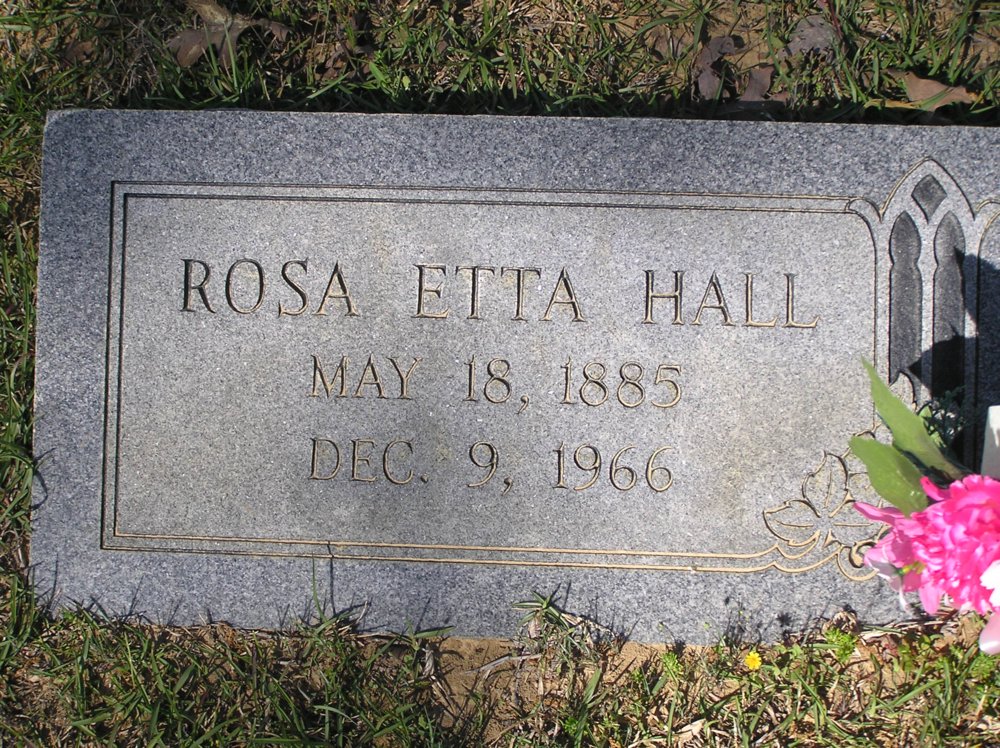 ROSA ETTA HALL
MAY 18, 1885
DEC. 9, 1966